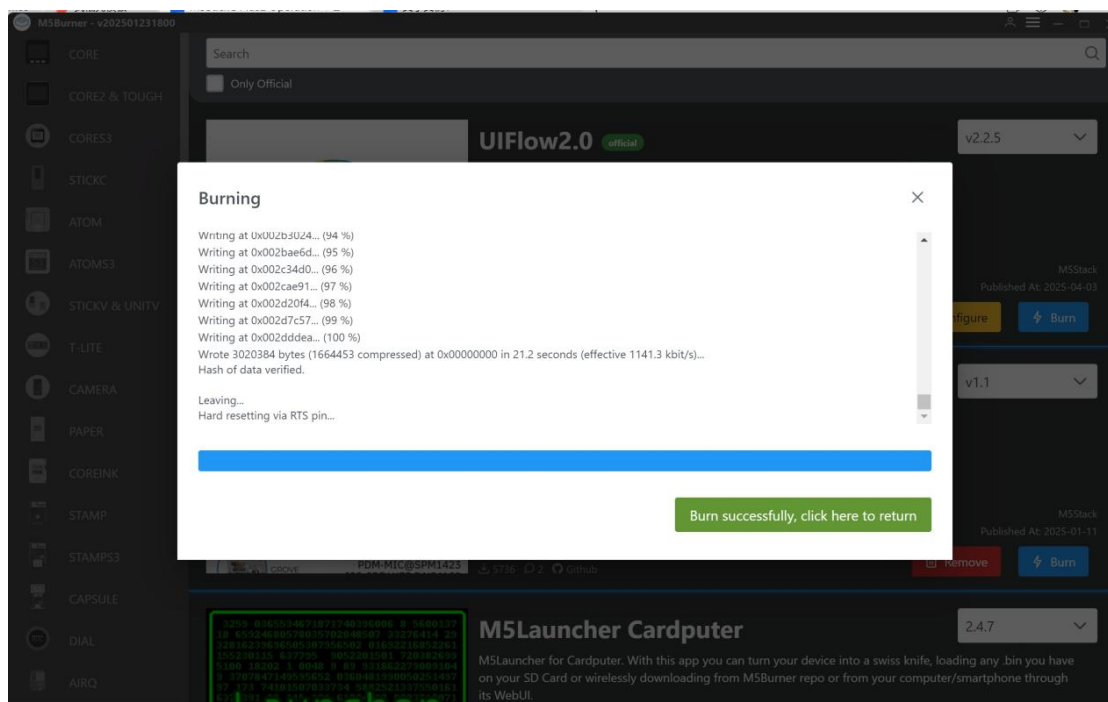 M5Burner - v202501231800
CORE
CORE2 & TOUGH
CORES3
STICKC
ATOM
ATOMS3
STICKV & UNITV
T-LITE
CAMERA
PAPER
COREINK
STAMP
STAMPS3
CAPSULE
DIAL
AIRQ
Search
Only Official
UIFlow2.0 official
v2.2.5
M5Stack
Published At: 2025-04-03
Burn
Burning
Writing at 0x002b3024... (94 %)
Writing at 0x002bae6d... (95 %)
Writing at 0x002c34d0... (96 %)
Writing at 0x002cae91... (97 %)
Writing at 0x002d20f4... (98 %)
Writing at 0x002d7c57... (99 %)
Writing at 0x002dddea... (100 %)
Wrote 3020384 bytes (1664453 compressed) at 0x00000000 in 21.2 seconds (effective 1141.3 kbit/s)...
Hash of data verified.
Leaving...
Hard resetting via RTS pin...
Burn successfully, click here to return
v1.1
M5Stack
Published At: 2025-01-11
GROVE
PDM-MIC@SPM1423
5736 2 Github
Remove
Burn
M5Launcher Cardputer
2.4.7
M5Launcher for Cardputer. With this app you can turn your device into a swiss knife, loading any .bin you have
on your SD Card or wirelessly downloading from M5Burner repo or from your computer/smartphone through
its WebUI.